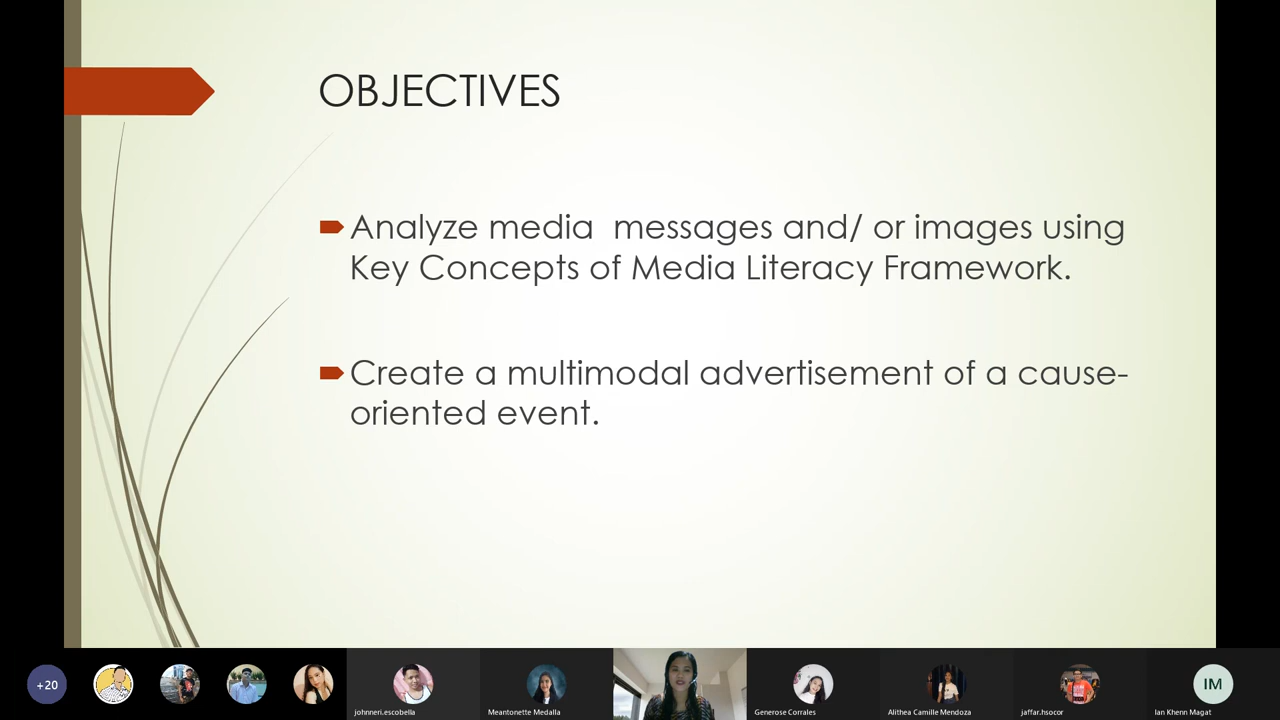 OBJECTIVES
Analyze media  messages and/ or images using
Key Concepts of Media Literacy Framework.
Create a multimodal advertisement of a cause-
oriented event.
+20
johnneri.escobella
Meantonette Medalla
Generose Corrales
Alithea Camille Mendoza
jaffar.hsocor
IM
Ian Khenn Magat